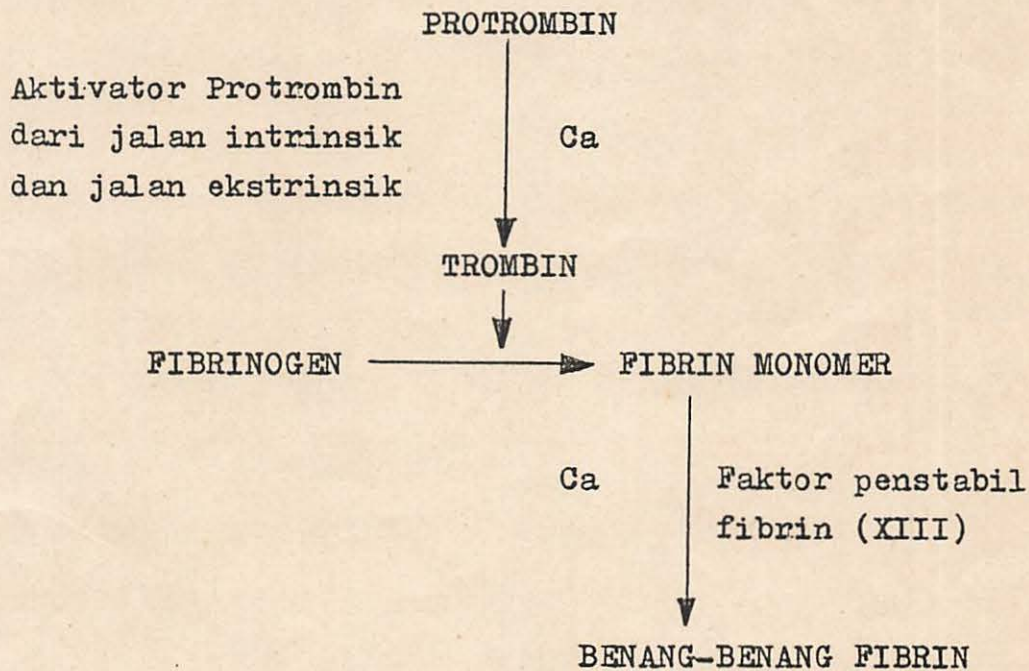 PROTROMBIN
Aktivator Protrombin
dari jalan intrinsik
dan jalan ekstrinsik
Ca
TROMBIN
FIBRINOGEN
FIBRIN MONOMER
Ca
Faktor penstabil
fibrin (XIII)
BENANG-BENANG FIBRIN